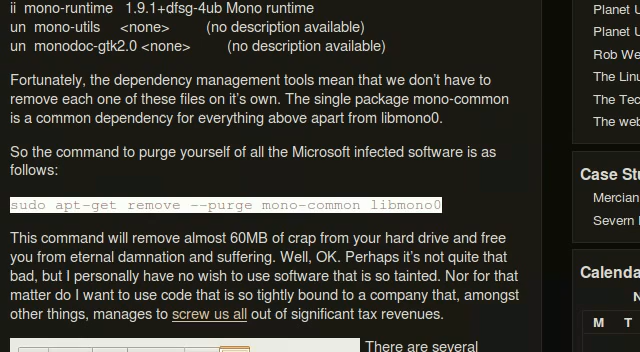 ii mono-runtime 1.9.1+dfsg-4ub Mono runtime
un mono-utils <none> (no description available)
un monodoc-gtk2.0 <none> (no description available)
Fortunately, the dependency management tools mean that we don't have to
remove each one of these files on it's own. The single package mono-common
is a common dependency for everything above apart from libmono0.
So the command to purge yourself of all the Microsoft infected software is as
follows:
sudo apt-get remove --purge mono-common libmono0
This command will remove almost 60MB of crap from your hard drive and free
you from eternal damnation and suffering. Well, OK. Perhaps it's not quite that
bad, but I personally have no wish to use software that is so tainted. Nor for that
matter do I want to use code that is so tightly bound to a company that, amongst
other things, manages to screw us all out of significant tax revenues.
There are several
Planet U
Planet U
Rob We
The Linu
The Tec
The web
Case Stu
Mercian
Severn
Calenda
N
M T